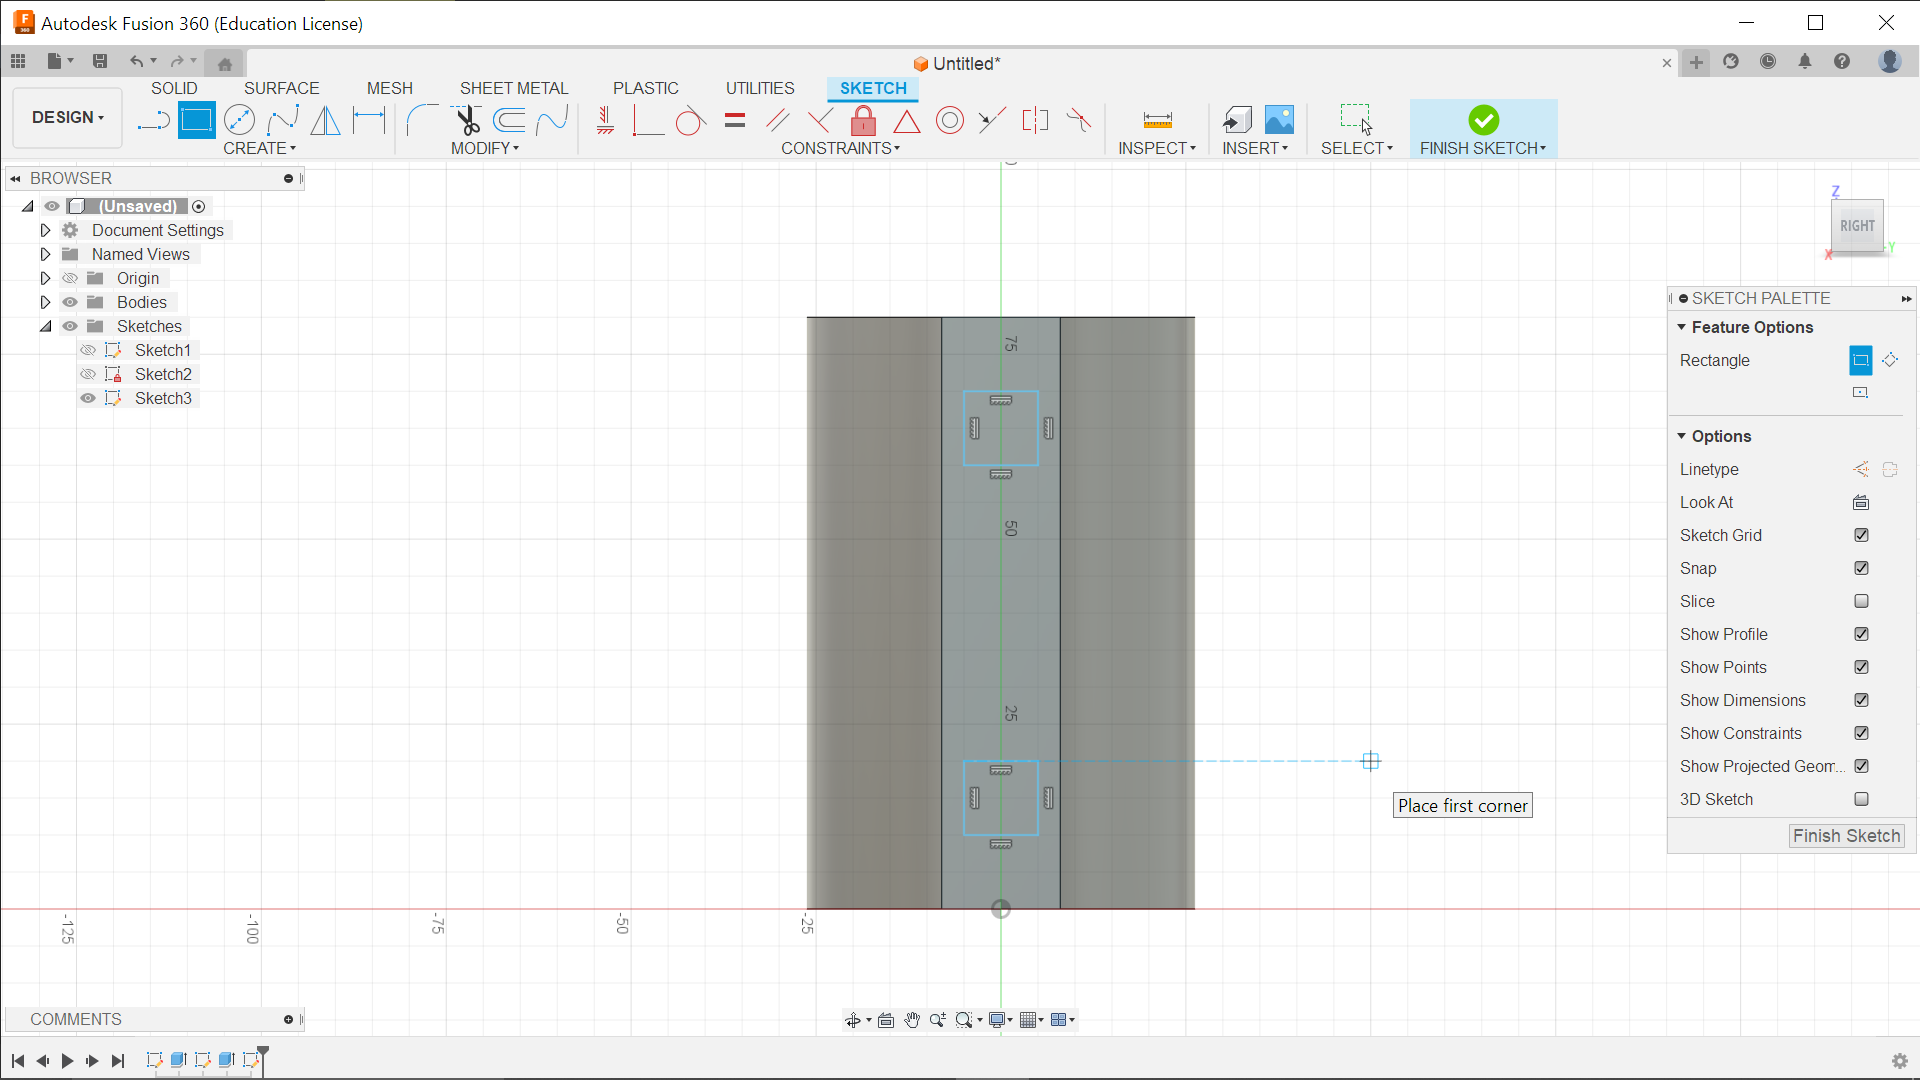 Autodesk Fusion 360 (Education License)
Untitled*
SOLID SURFACE MESH SHEET METAL PLASTIC UTILITIES SKETCH
DESIGN
CREATE MODIFY CONSTRAINTS INSPECT INSERT SELECT FINISH SKETCH
BROWSER
(Unsaved)
Document Settings
Named Views
Origin
Bodies
Sketches
Sketch1
Sketch2
Sketch3
Z
RIGHT
X
Y
75
50
25
-125
-100
-75
-50
-25
Place first corner
SKETCH PALETTE
Feature Options
Rectangle
Options
Linetype
Look At
Sketch Grid
Snap
Slice
Show Profile
Show Points
Show Dimensions
Show Constraints
Show Projected Geom...
3D Sketch
Finish Sketch
COMMENTS